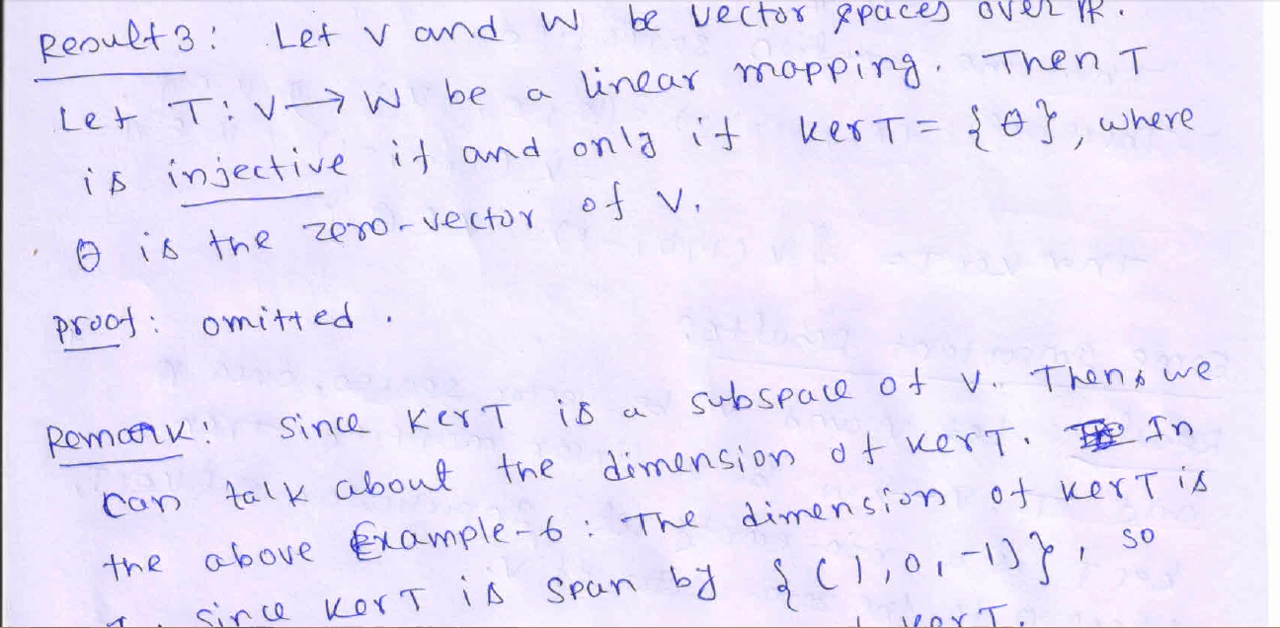 Result 3: Let V and W be vector spaces over IR.
Let T: V → W be a linear mapping. Then T
is injective if and only if KerT = {θ}, where
θ is the zero-vector of V.
Proof: omitted.
Remark: Since KerT is a subspace of V. Then, we
can talk about the dimension of KerT. In
the above Example-6: The dimension of KerT is
since KerT is span by {(1, 0, -1)}, so
KerT.